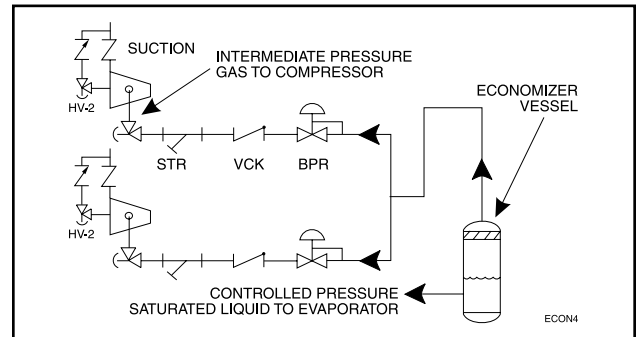 SUCTION
INTERMEDIATE PRESSURE
GAS TO COMPRESSOR
ECONOMIZER
VESSEL
HV-2
STR
VCK
BPR
HV-2
CONTROLLED PRESSURE
SATURATED LIQUID TO EVAPORATOR
ECON4